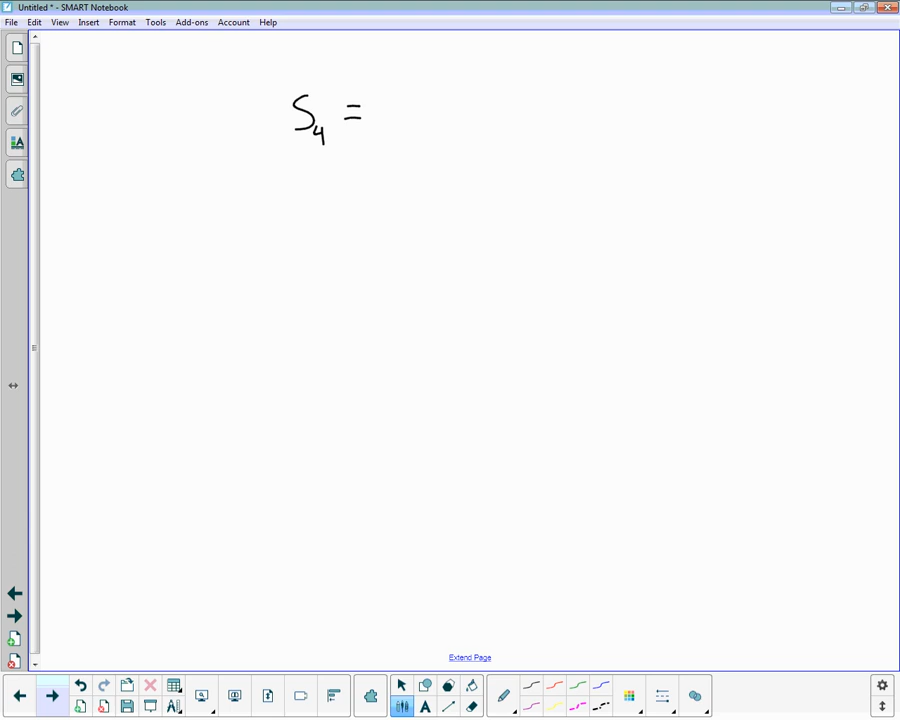 Untitled * - SMART Notebook
File Edit View Insert Format Tools Add-ons Account Help
S₄ =
Extend Page